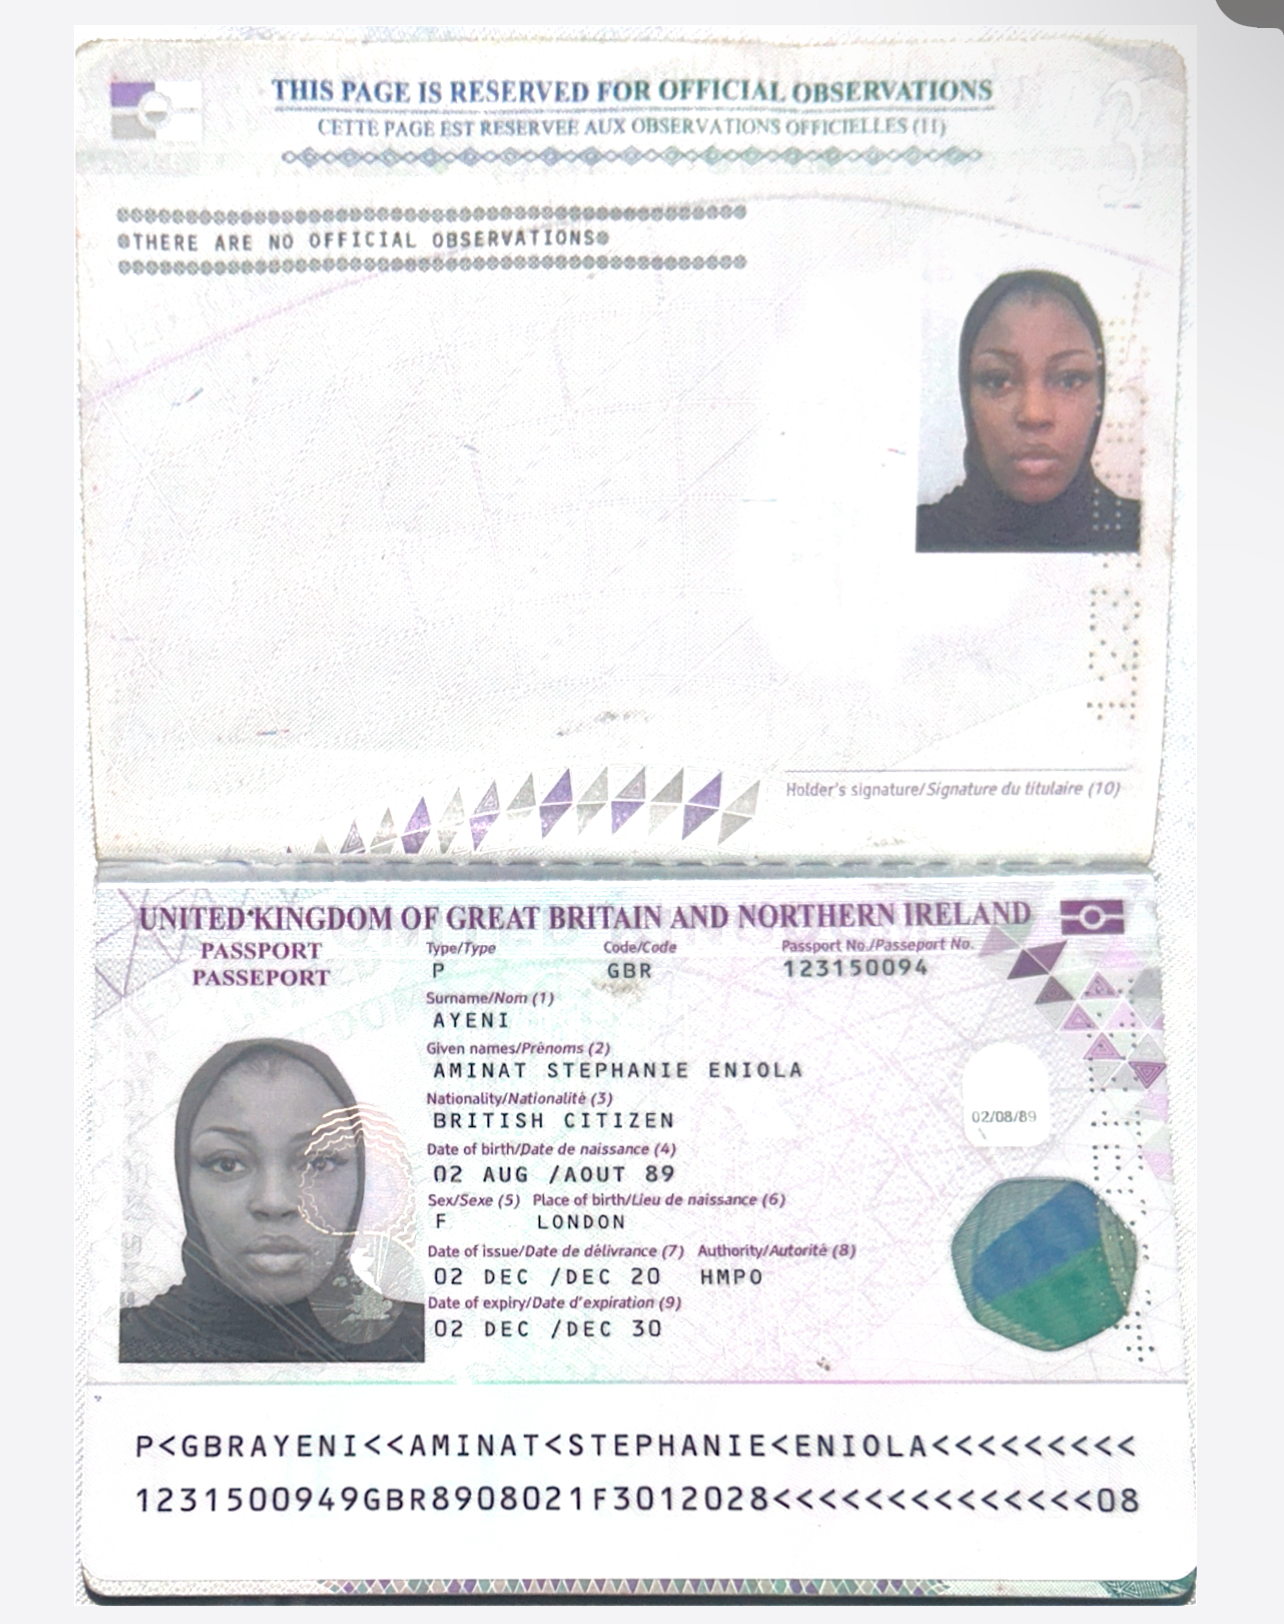 THIS PAGE IS RESERVED FOR OFFICIAL OBSERVATIONS
CETTE PAGE EST RESERVEE AUX OBSERVATIONS OFFICIELLES (11)
THERE ARE NO OFFICIAL OBSERVATIONS
Holder's signature/Signature du titulaire (10)
UNITED KINGDOM OF GREAT BRITAIN AND NORTHERN IRELAND
PASSPORT
PASSEPORT
Type/Type Code/Code Passport No./Passeport No.
P GBR 123150094
Surname/Nom (1)
AYENI
Given names/Prénoms (2)
AMINAT STEPHANIE ENIOLA
Nationality/Nationalité (3)
BRITISH CITIZEN
02/08/89
Date of birth/Date de naissance (4)
02 AUG /AOUT 89
Sex/Sexe (5) Place of birth/Lieu de naissance (6)
F LONDON
Date of issue/Date de délivrance (7) Authority/Autorité (8)
02 DEC /DEC 20 HMPO
Date of expiry/Date d'expiration (9)
02 DEC /DEC 30
P<GBRAYENI<<AMINAT<STEPHANIE<ENIOLA<<<<<<<<<
1231500949GBR8908021F3012028<<<<<<<<<<<<<<08